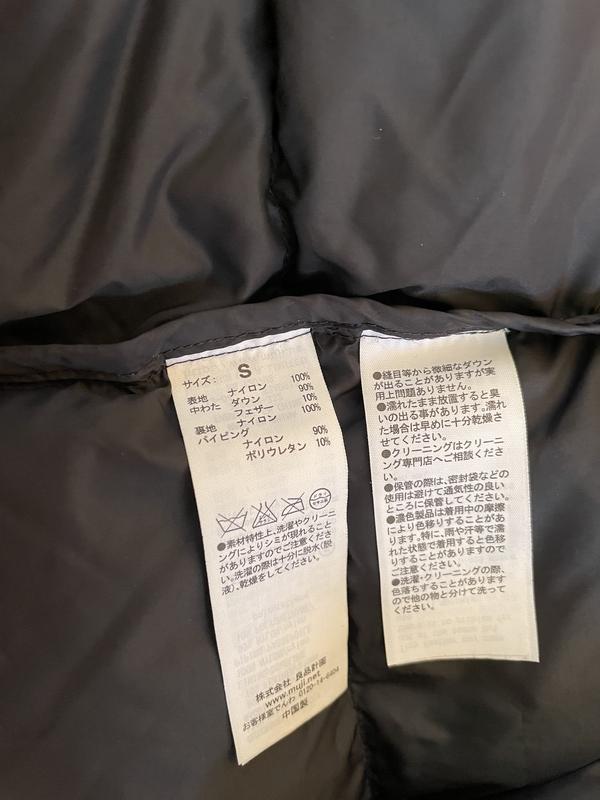 サイズ: S
表地 ナイロン 100%
中わた ダウン 90%
フェザー 10%
裏地 ナイロン 100%
パイピング
ナイロン 90%
ポリウレタン 10%
●素材特性上、洗濯やクリーニ
ングによりシミが現れること
がありますのでご注意くださ
い。洗濯の際は十分に脱水(脱
液)、乾燥をしてください。
株式会社 良品計画
www.muji.net
お客様室でんわ 0120-14-6404
中国製
●縫目等から微細なダウン
が出ることがありますが実
用上問題ありません。
●濡れたまま放置すると臭
いの出る事があります。濡れ
た場合は早めに十分乾燥さ
せてください。
●クリーニングはクリーニ
ング専門店へご相談くださ
い。
●保管の際は、密封袋などの
使用は避けて通気性の良い
ところに保管してください。
●濃色製品は着用中の摩擦
により色移りすることがあ
ります。特に、雨や汗等で濡
れた状態で着用すると色移
りすることがありますので
ご注意ください。
●洗濯・クリーニングの際、
色落ちすることがあります
ので他の物と分けて洗って
ください。